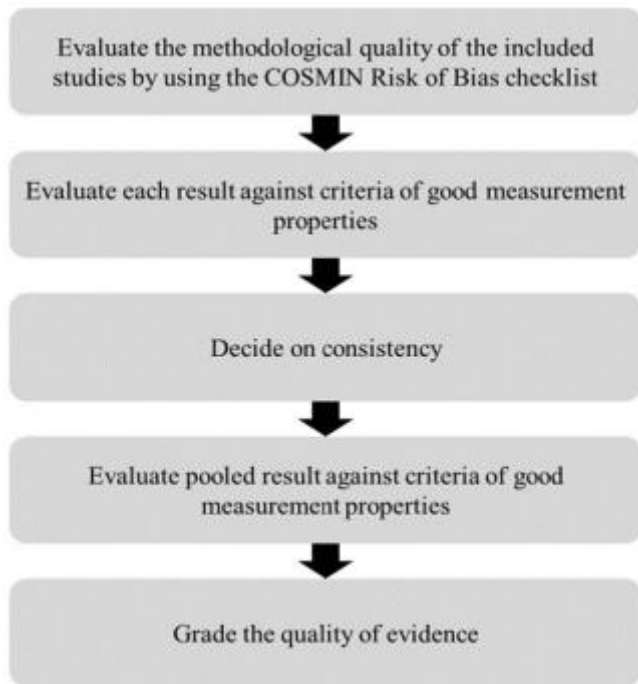 Evaluate the methodological quality of the included
studies by using the COSMIN Risk of Bias checklist
Evaluate each result against criteria of good measurement
properties
Decide on consistency
Evaluate pooled result against criteria of good
measurement properties
Grade the quality of evidence